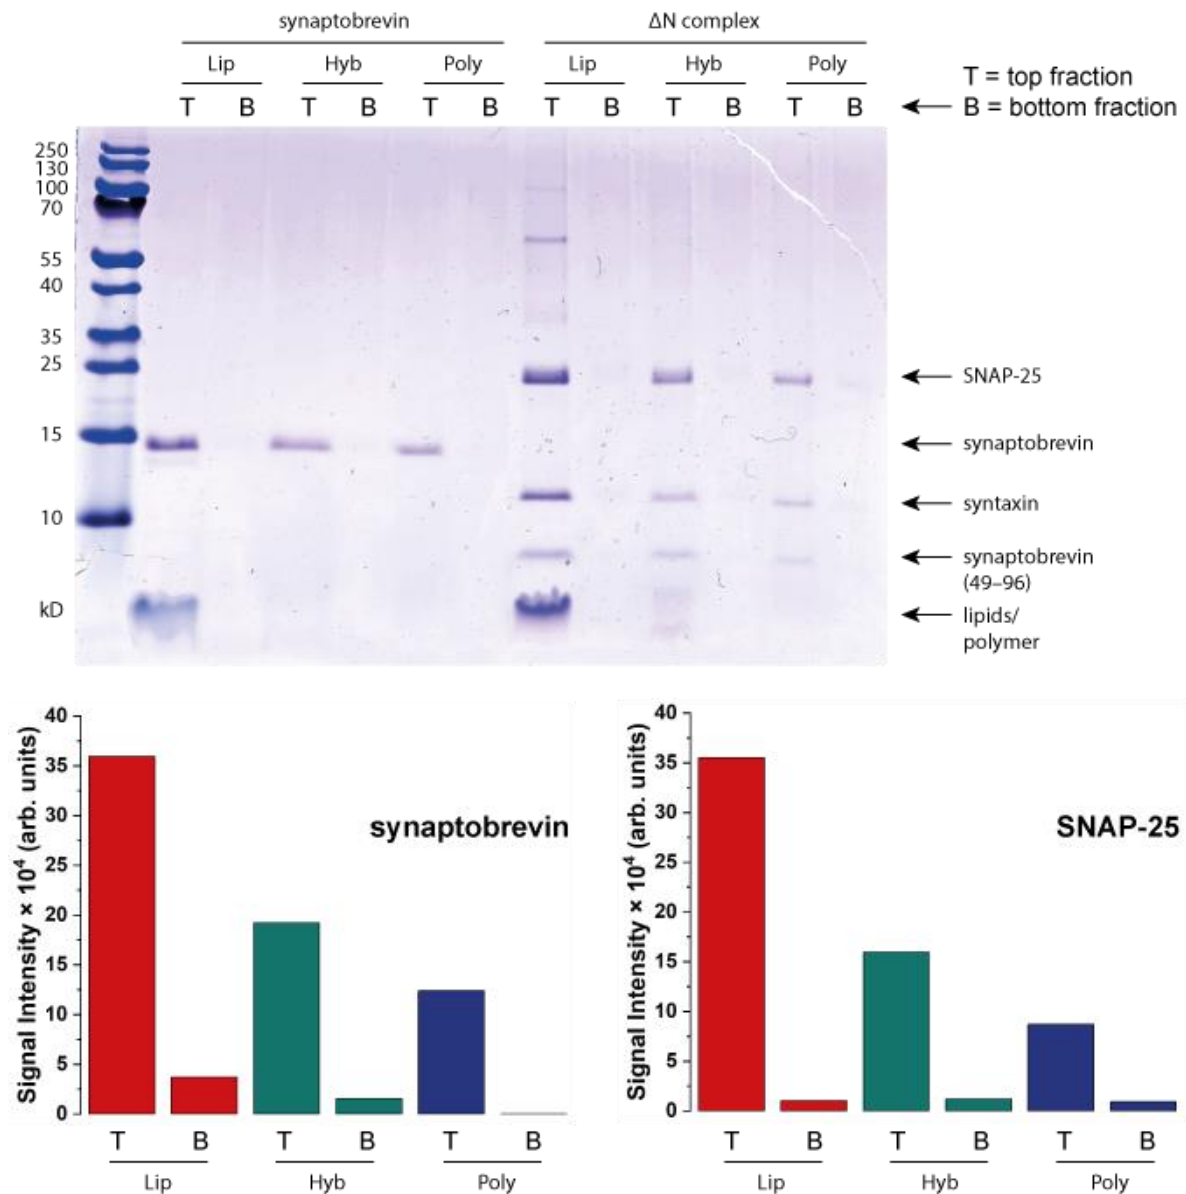 synaptobrevin ΔN complex
Lip Hyb Poly Lip Hyb Poly
T B T B T B T B T B T B
T = top fraction
B = bottom fraction
250
130
100
70
55
40
35
25
15
10
kD
SNAP-25
synaptobrevin
syntaxin
synaptobrevin
(49–96)
lipids/
polymer
Signal Intensity × 10⁴ (arb. units)
40
35
30
25
20
15
10
5
0
synaptobrevin
T B T B T B
Lip Hyb Poly
Signal Intensity × 10⁴ (arb. units)
40
35
30
25
20
15
10
5
0
SNAP-25
T B T B T B
Lip Hyb Poly